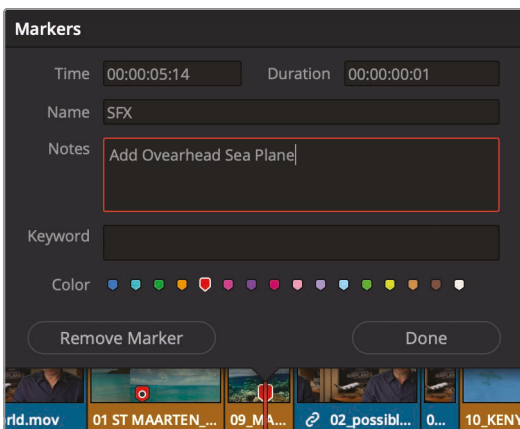 Markers
Time 00:00:05:14 Duration 00:00:00:01
Name SFX
Notes Add Ovearhead Sea Plane
Keyword
Color
Remove Marker Done
rld.mov 01 ST MAARTEN_... 09_MA... 02_possibl... 0... 10_KENY